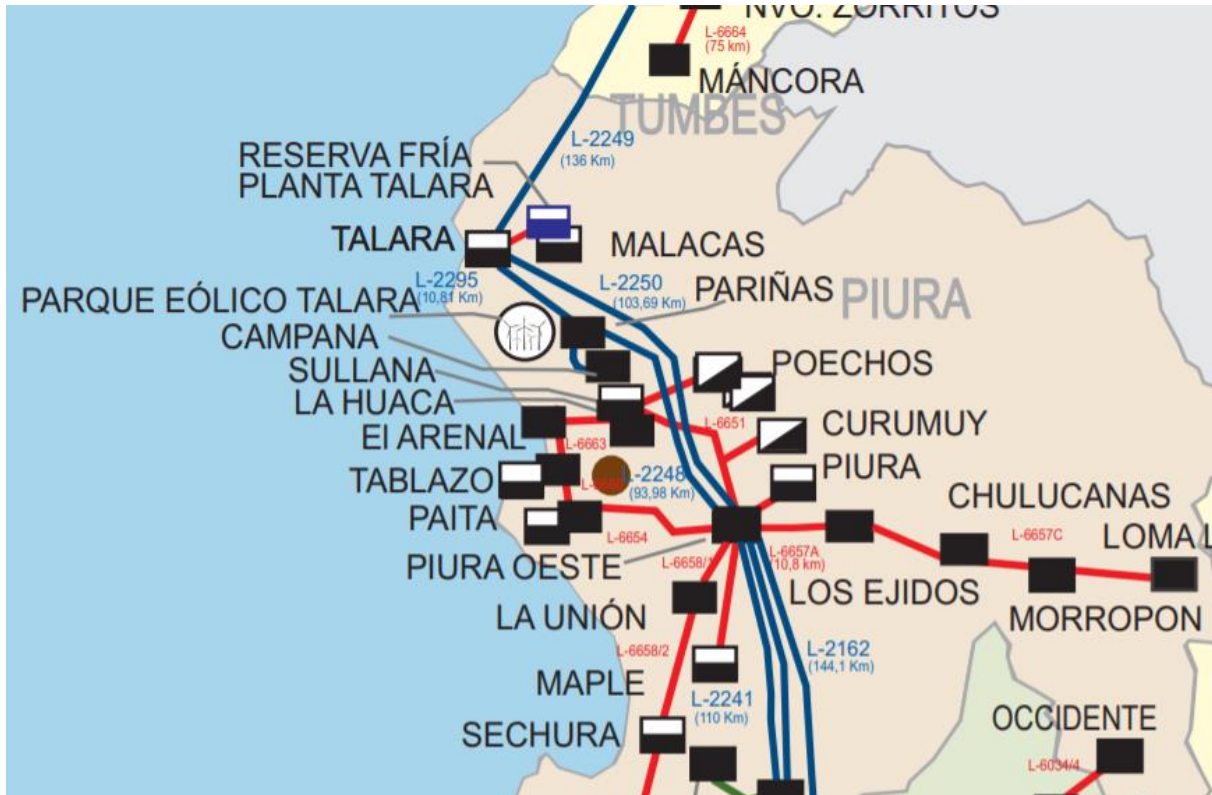 NVO. ZORRITOS
L-6664
(75 km)
MÁNCORA
TUMBES
L-2249
(136 Km)
RESERVA FRÍA
PLANTA TALARA
TALARA
MALACAS
L-2295
(10,81 Km)
L-2250
(103,69 Km)
PARIÑAS
PIURA
PARQUE EÓLICO TALARA
CAMPANA
SULLANA
LA HUACA
POECHOS
L-6651
CURUMUY
El ARENAL
L-6663
TABLAZO
L-2248
(93,98 Km)
PIURA
PAITA
L-6654
CHULUCANAS
L-6657C
LOMA L
PIURA OESTE
L-6658/1
L-6657A
(10,8 km)
LOS EJIDOS
MORROPON
LA UNIÓN
L-6658/2
L-2162
(144,1 Km)
MAPLE
L-2241
(110 Km)
SECHURA
OCCIDENTE
L-6034/4